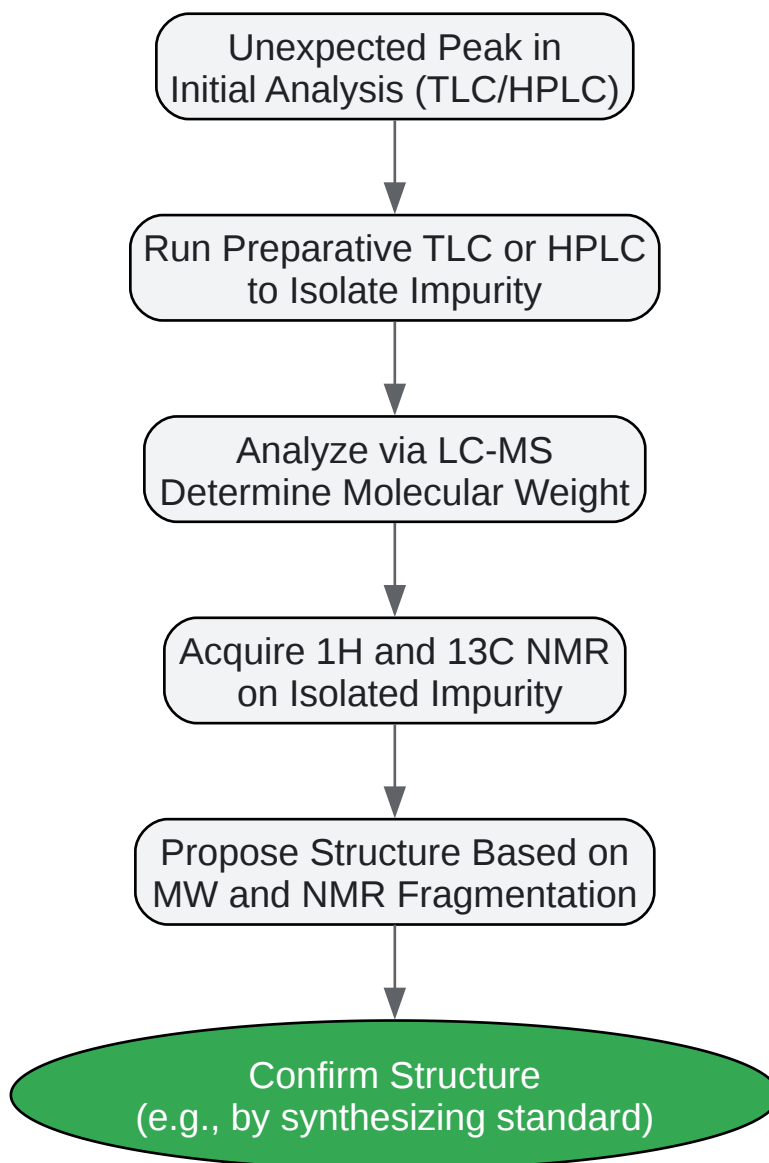 Unexpected Peak in
Initial Analysis (TLC/HPLC)
Run Preparative TLC or HPLC
to Isolate Impurity
Analyze via LC-MS
Determine Molecular Weight
Acquire 1H and 13C NMR
on Isolated Impurity
Propose Structure Based on
MW and NMR Fragmentation
Confirm Structure
(e.g., by synthesizing standard)